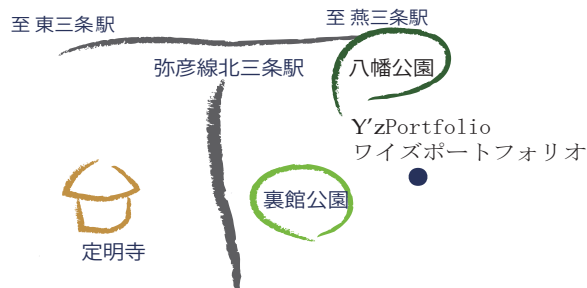 至 東三条駅
至 燕三条駅
弥彦線北三条駅
八幡公園
Y'zPortfolio
ワイズポートフォリオ
裏館公園
定明寺